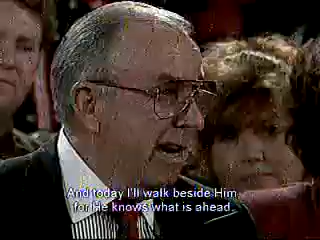 And today I'll walk beside Him
for He knows what is ahead.